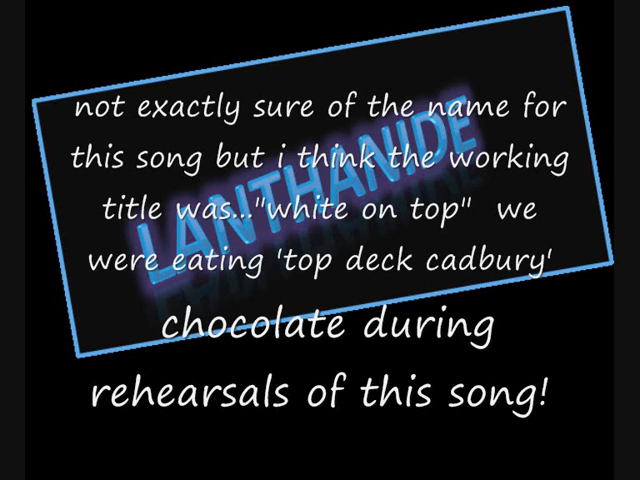 not exactly sure of the name for
this song but i think the working
title was..."white on top"  we
were eating 'top deck cadbury'
chocolate during
rehearsals of this song!
LANTHANIDE